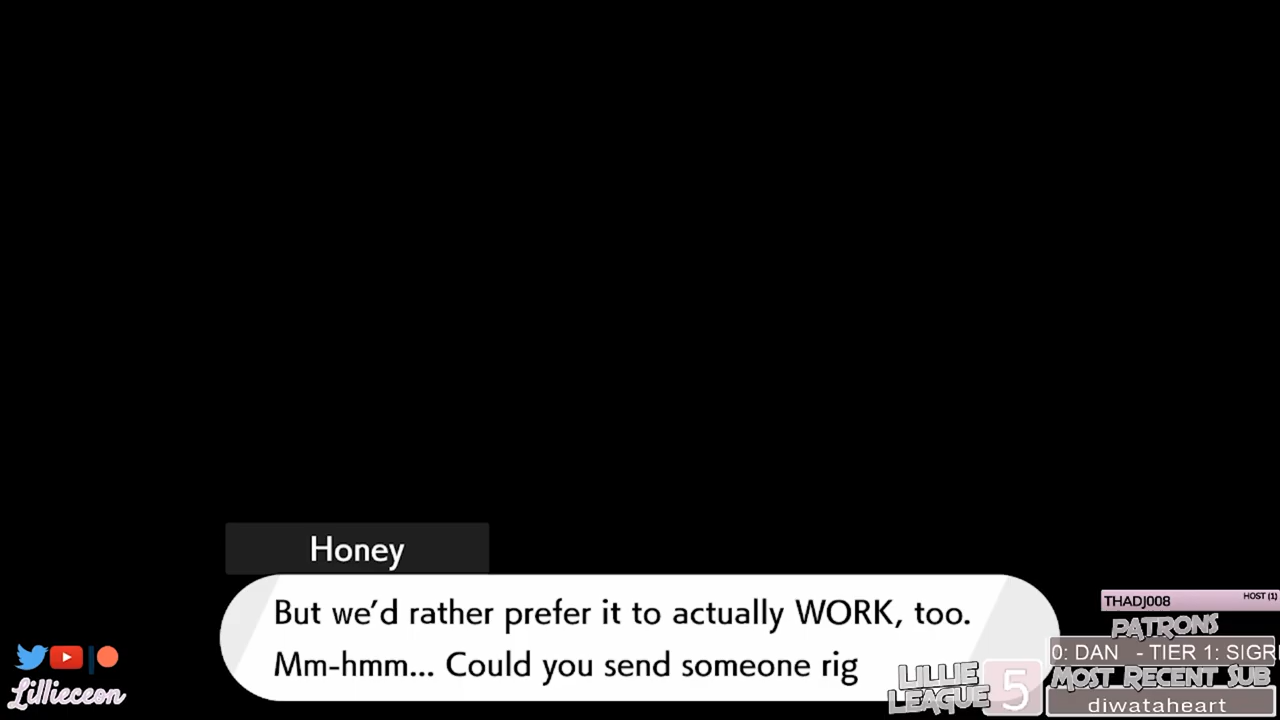 Honey
But we'd rather prefer it to actually WORK, too.
Mm-hmm... Could you send someone rig
THADJ008 HOST (1)
PATRONS
0: DAN - TIER 1: SIGR
MOST RECENT SUB
diwataheart
LILLIE LEAGUE 5
Lillieceon